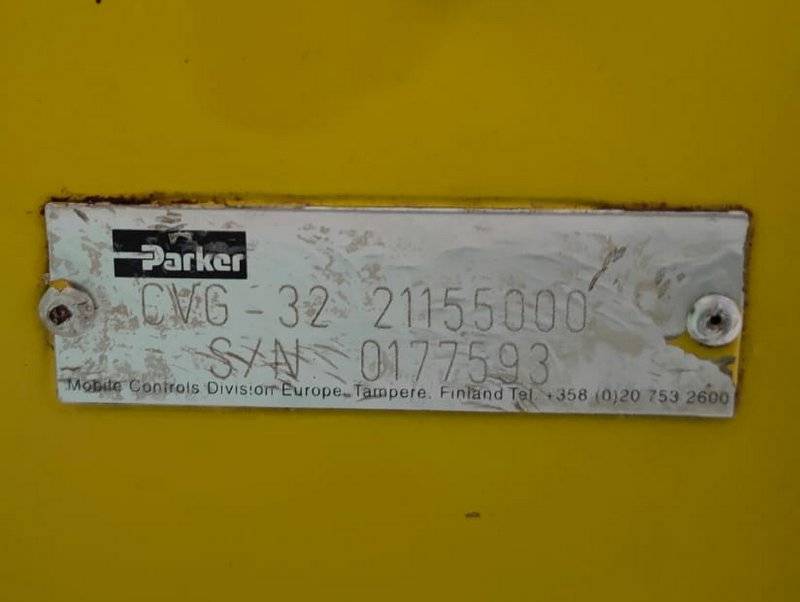 Parker
CVG-32 21155000
S/N 0177593
Mobile Controls Division Europe, Tampere, Finland Tel. +358 (0)20 753 2600